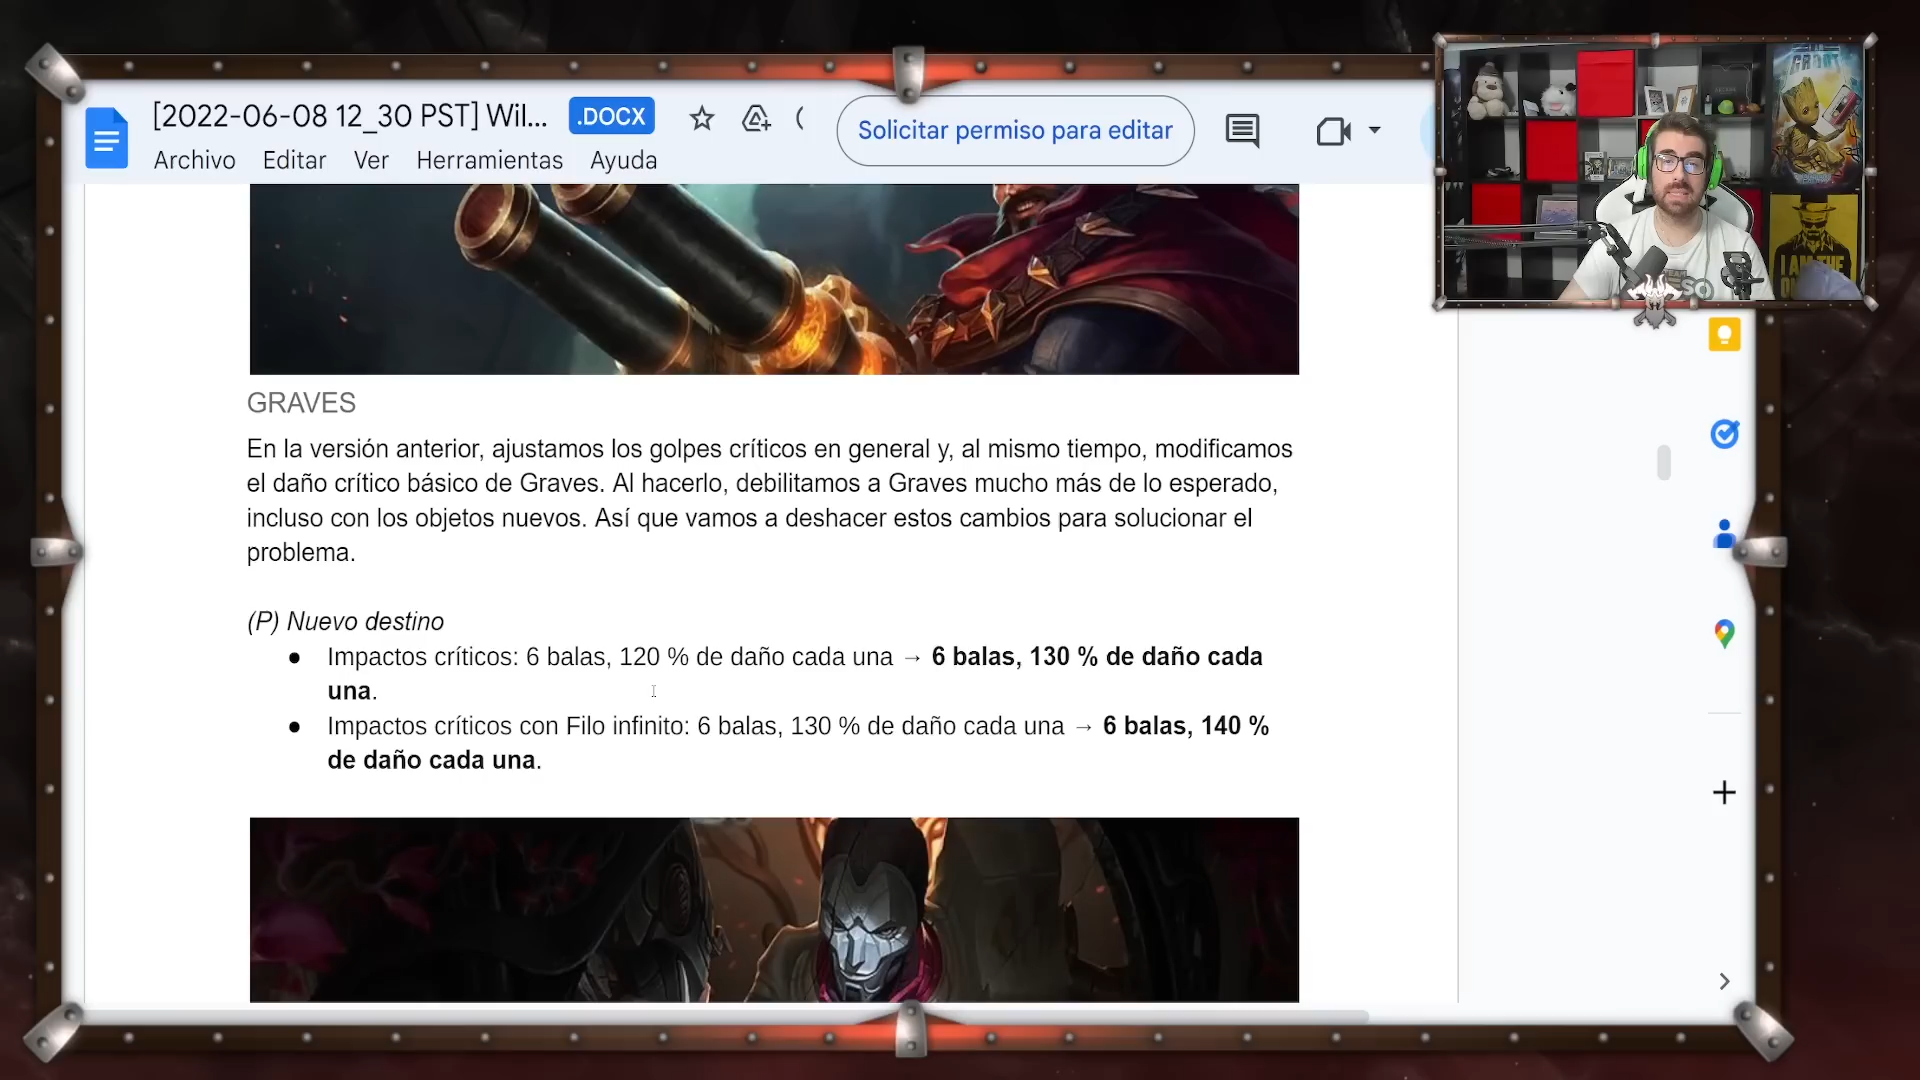 [2022-06-08 12_30 PST] Wil...
.DOCX
Solicitar permiso para editar
Archivo Editar Ver Herramientas Ayuda
GRAVES
En la versión anterior, ajustamos los golpes críticos en general y, al mismo tiempo, modificamos
el daño crítico básico de Graves. Al hacerlo, debilitamos a Graves mucho más de lo esperado,
incluso con los objetos nuevos. Así que vamos a deshacer estos cambios para solucionar el
problema.
(P) Nuevo destino
● Impactos críticos: 6 balas, 120 % de daño cada una → 6 balas, 130 % de daño cada
una.
● Impactos críticos con Filo infinito: 6 balas, 130 % de daño cada una → 6 balas, 140 %
de daño cada una.
GROOT
I AM THE